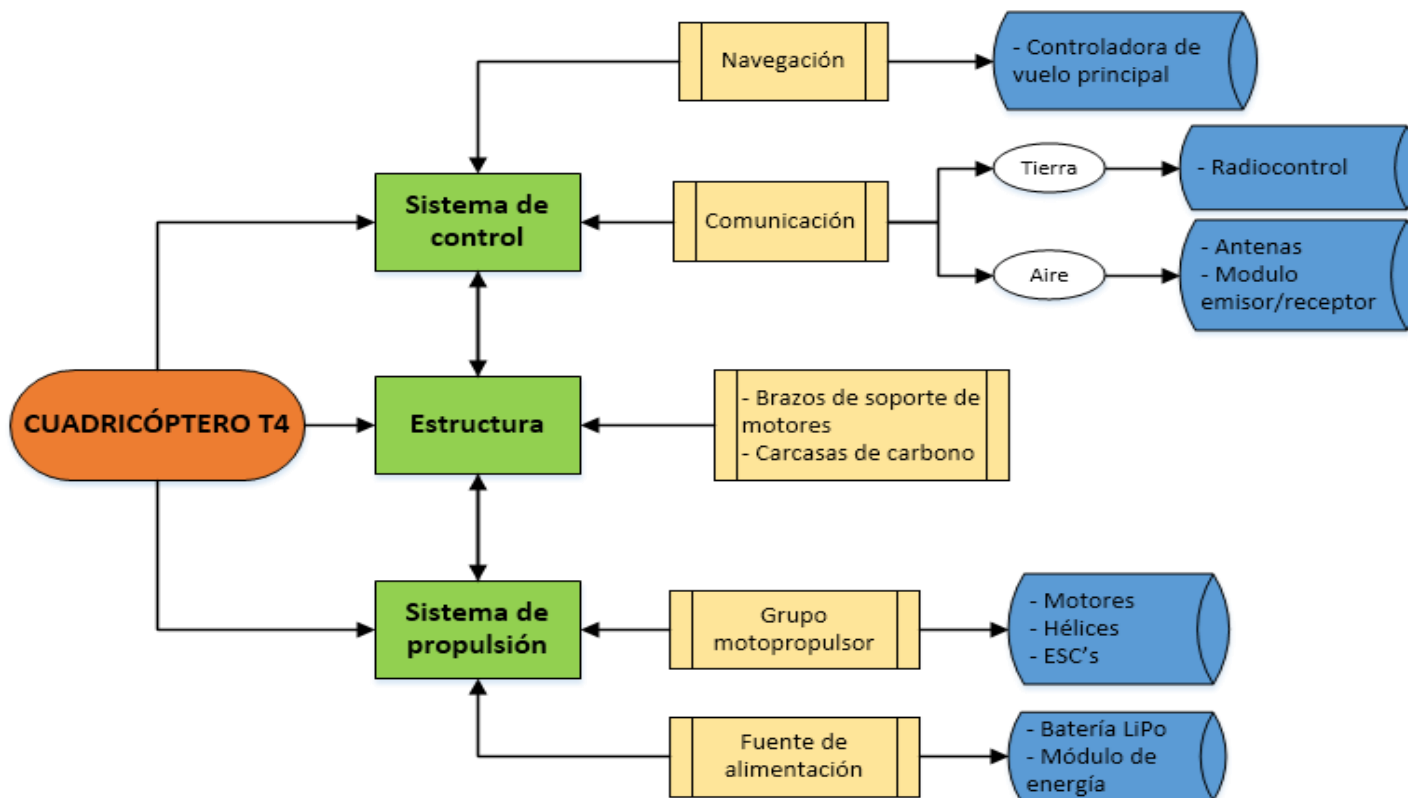 Navegación
- Controladora de
vuelo principal
Sistema de
control
Comunicación
Tierra
- Radiocontrol
Aire
- Antenas
- Modulo
emisor/receptor
CUADRICÓPTERO T4
Estructura
- Brazos de soporte de
motores
- Carcasas de carbono
Sistema de
propulsión
Grupo
motopropulsor
- Motores
- Hélices
- ESC's
Fuente de
alimentación
- Batería LiPo
- Módulo de
energía